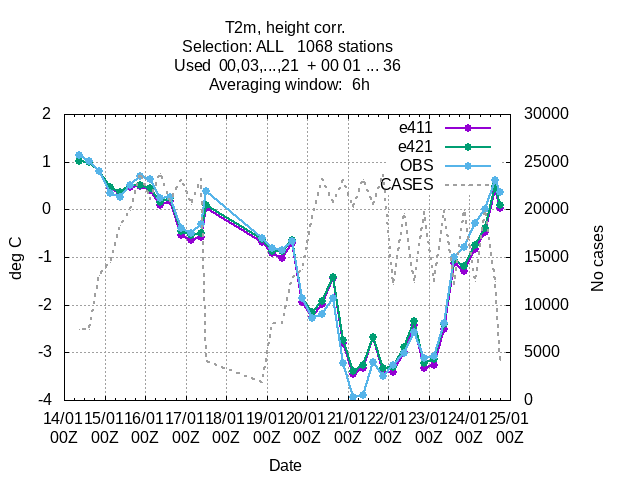 T2m, height corr.
Selection: ALL   1068 stations
Used  00,03,...,21  + 00 01 ... 36
Averaging window:  6h
2
1
0
-1
-2
-3
-4
deg C
30000
25000
20000
15000
10000
5000
0
No cases
e411
e421
OBS
CASES
14/01 15/01 16/01 17/01 18/01 19/01 20/01 21/01 22/01 23/01 24/01 25/01
00Z 00Z 00Z 00Z 00Z 00Z 00Z 00Z 00Z 00Z 00Z 00Z
Date